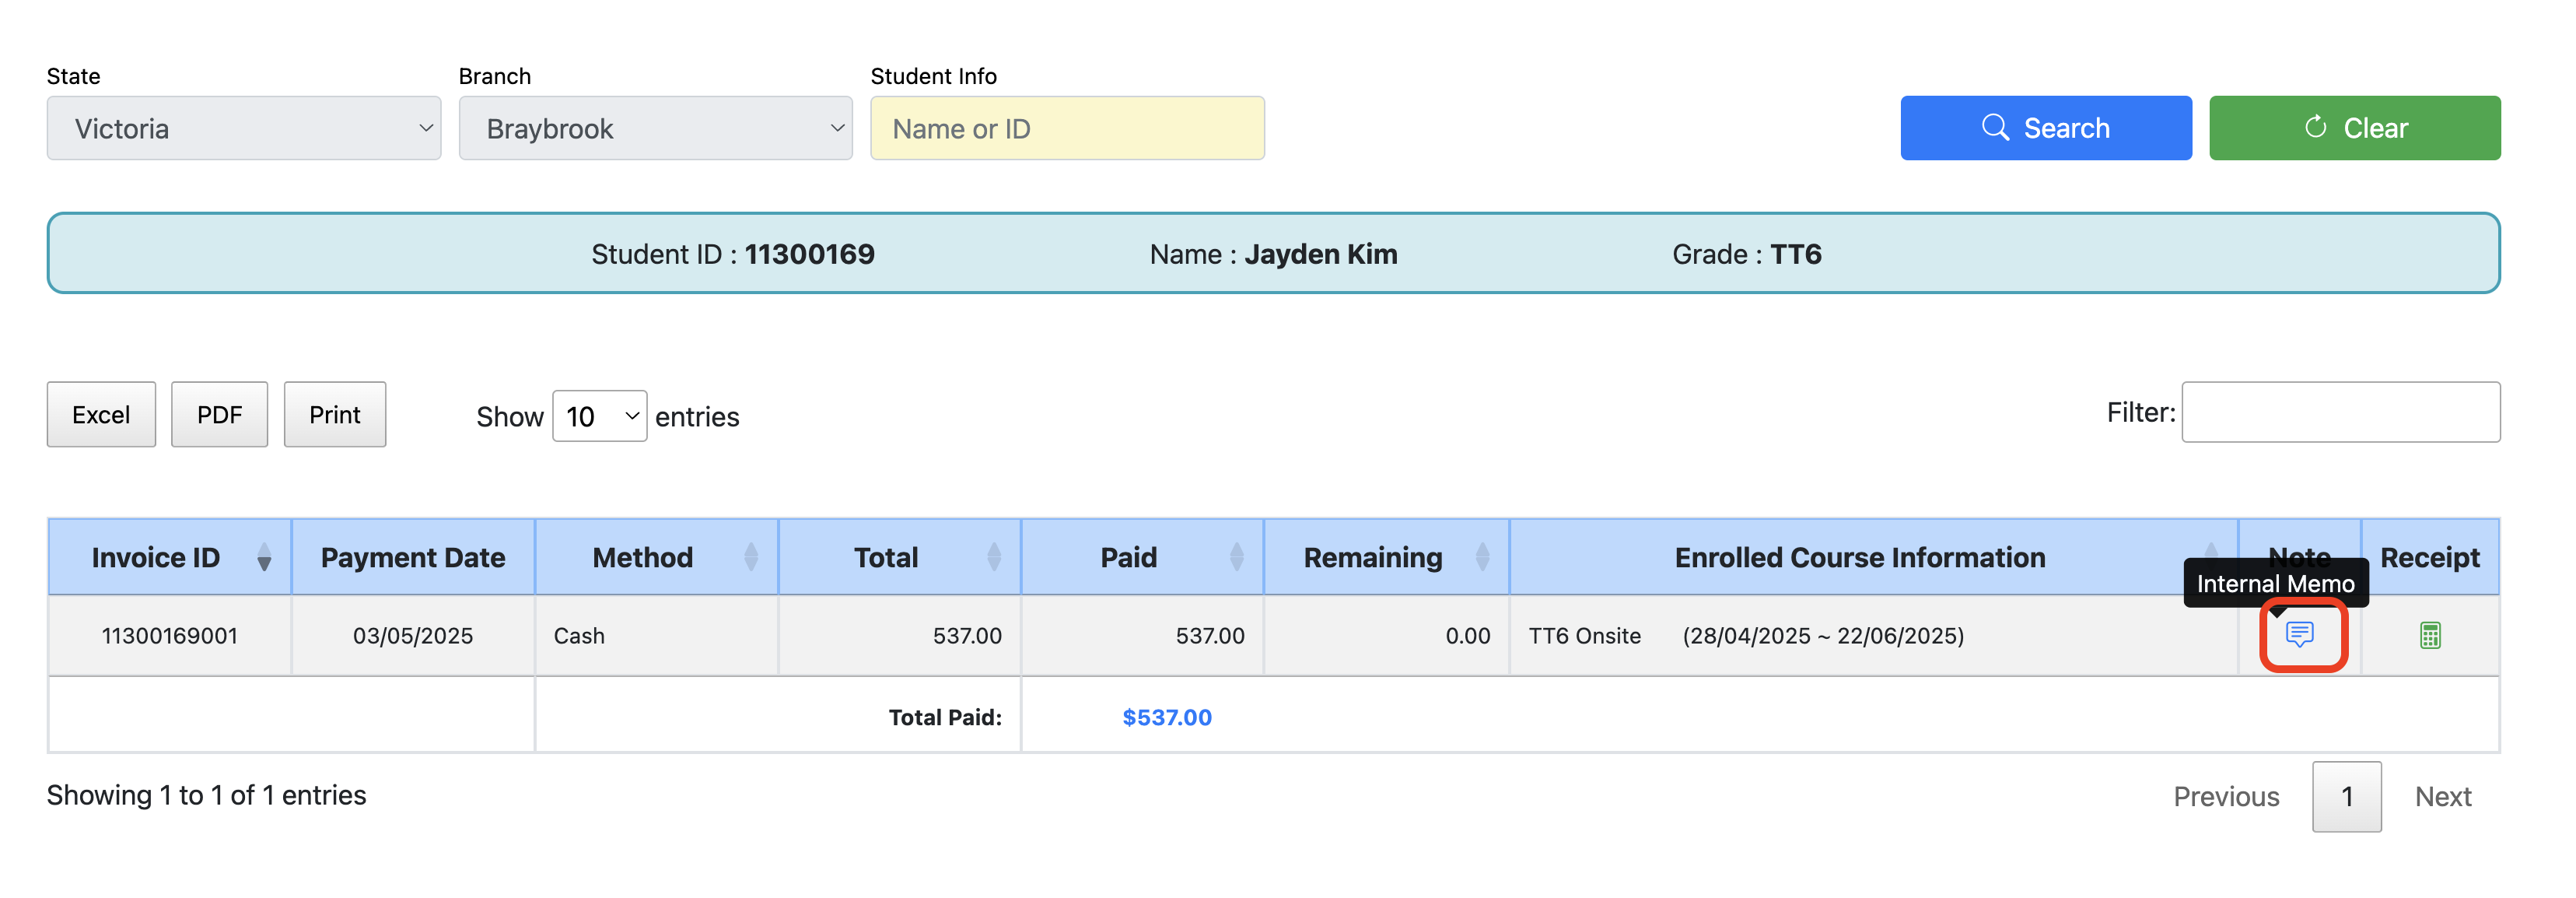 State Branch Student Info
Victoria Braybrook Name or ID Search Clear
Student ID : 11300169 Name : Jayden Kim Grade : TT6
Excel PDF Print Show 10 entries Filter:
Invoice ID Payment Date Method Total Paid Remaining Enrolled Course Information Note Receipt
Internal Memo
11300169001 03/05/2025 Cash 537.00 537.00 0.00 TT6 Onsite (28/04/2025 ~ 22/06/2025)
Total Paid: $537.00
Showing 1 to 1 of 1 entries Previous 1 Next